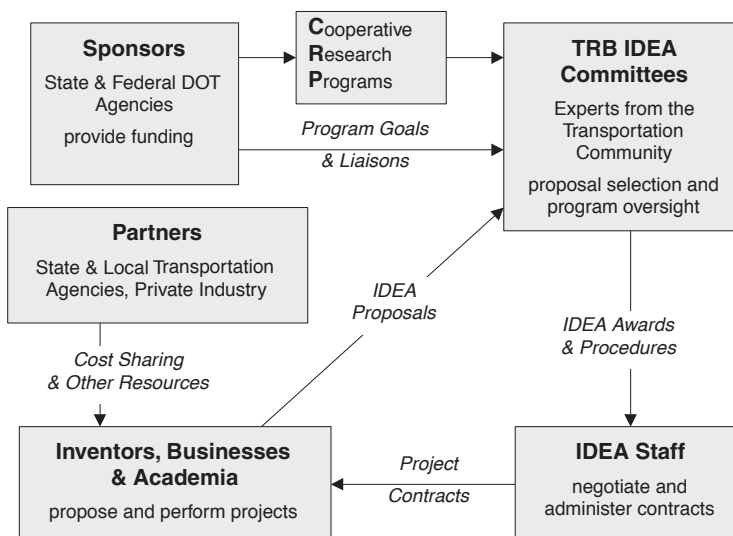 Sponsors
State & Federal DOT
Agencies
provide funding
Cooperative
Research
Programs
TRB IDEA
Committees
Experts from the
Transportation
Community
proposal selection and
program oversight
Program Goals
& Liaisons
Partners
State & Local Transportation
Agencies, Private Industry
IDEA
Proposals
IDEA Awards
& Procedures
Cost Sharing
& Other Resources
Inventors, Businesses
& Academia
propose and perform projects
Project
Contracts
IDEA Staff
negotiate and
administer contracts